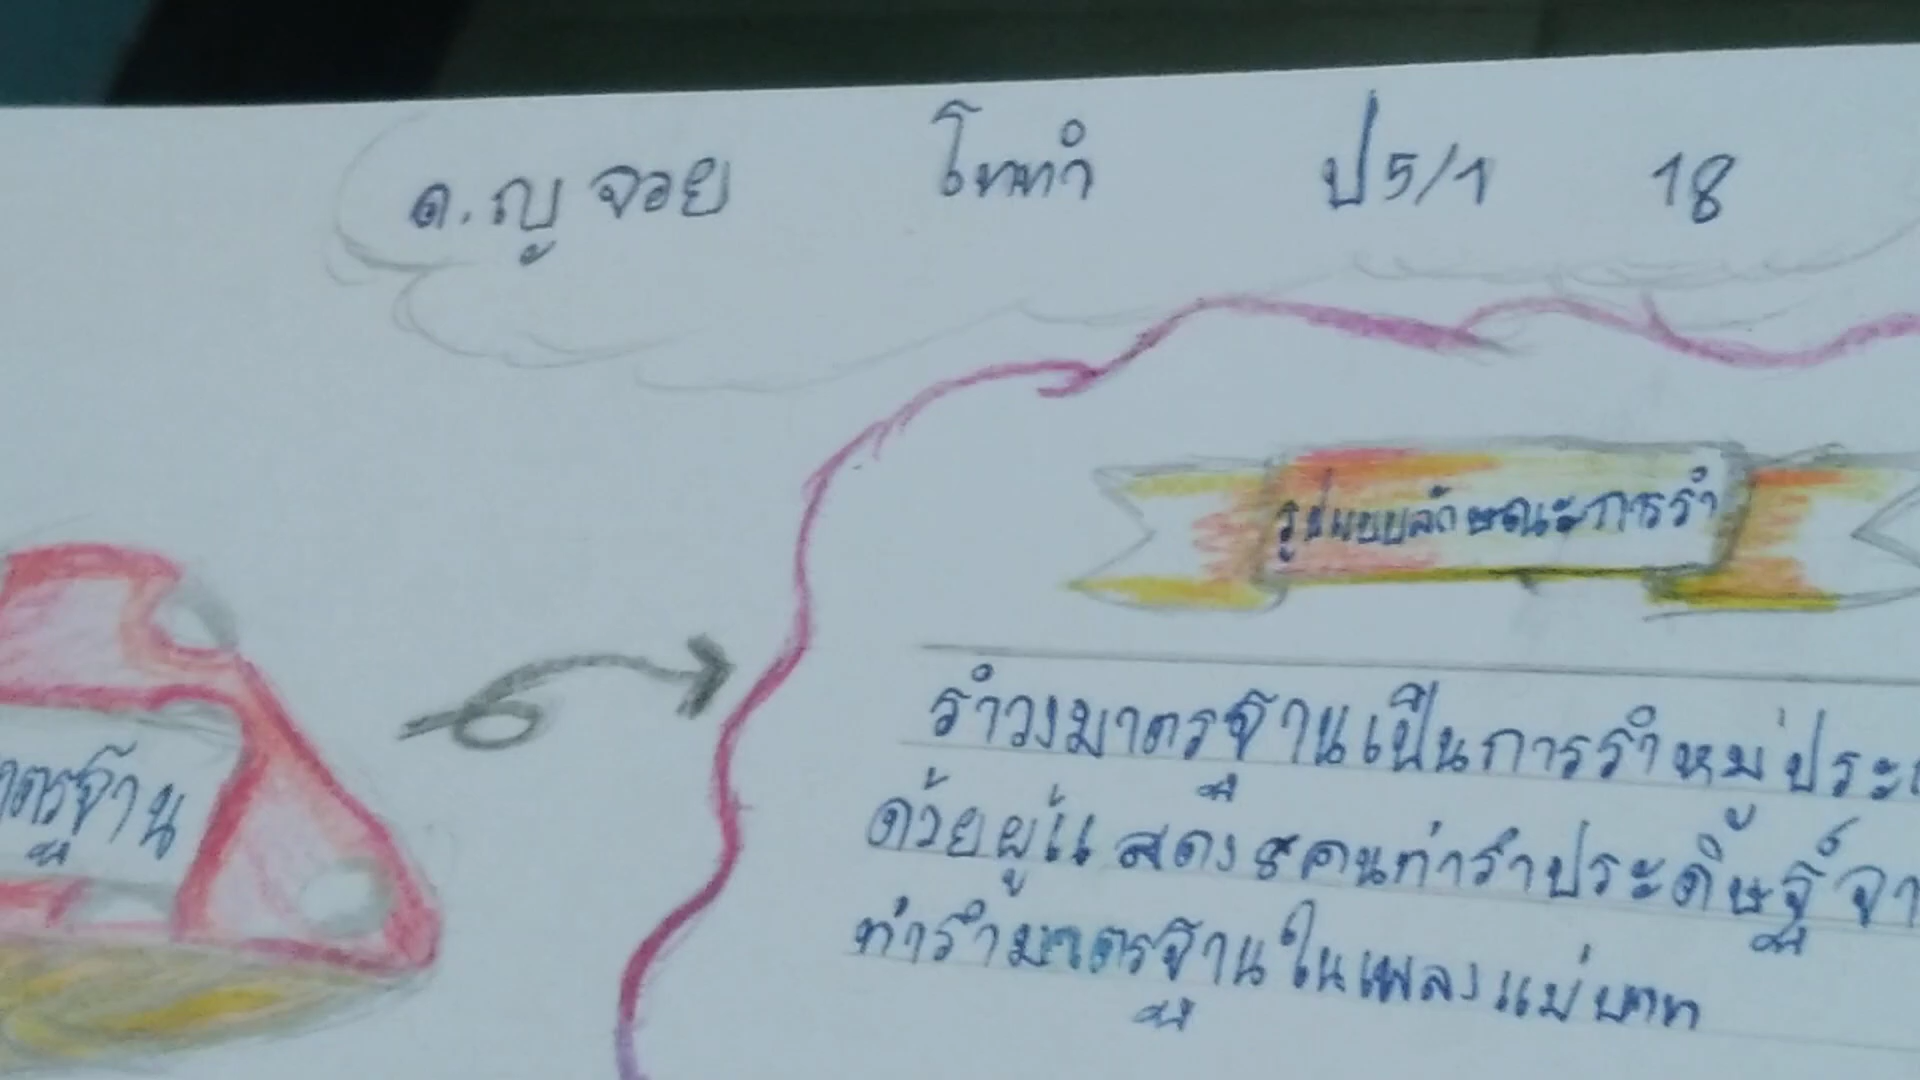 ด.ญ จอย โททำ ป5/1 18
รูปแบบลักษณะการรำ
าตรฐาน
รำวงมาตรฐานเป็นการรำหมู่ประ
ด้วยผู้แสดง 8 คนท่ารำประดิษฐ์จา
ท่ารำมาตรฐานในเพลงแม่บท